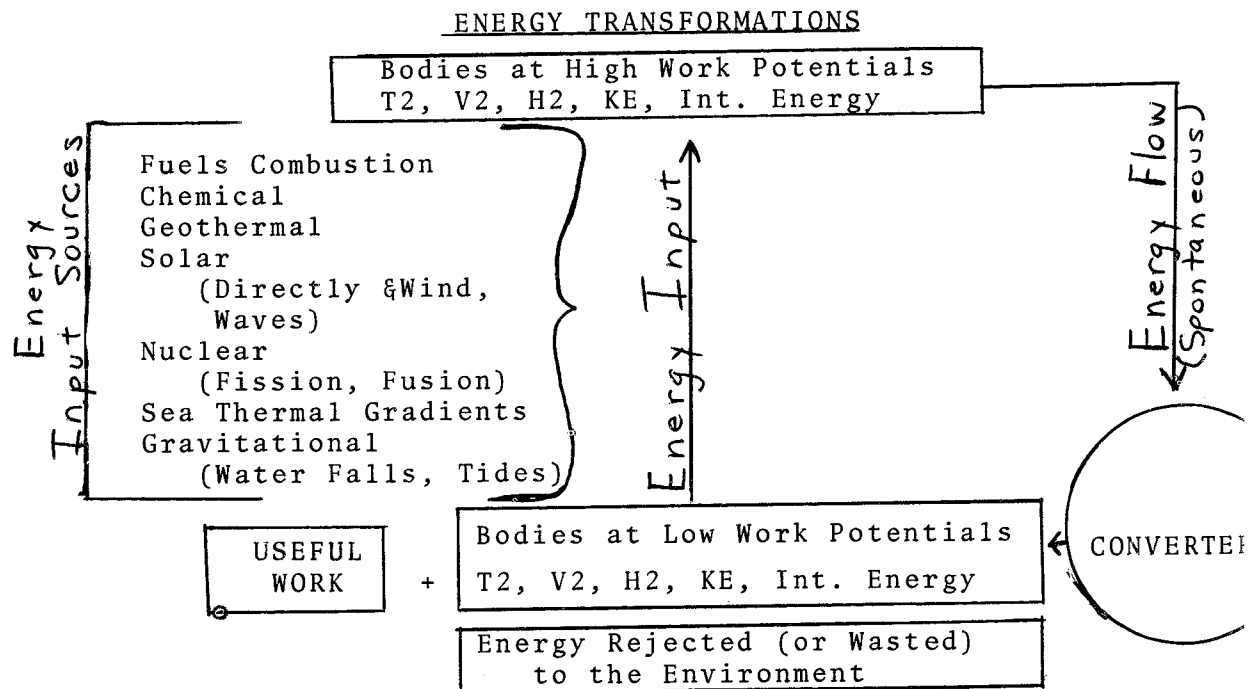 ENERGY TRANSFORMATIONS
Bodies at High Work Potentials
T2, V2, H2, KE, Int. Energy
Energy
Input Sources
Fuels Combustion
Chemical
Geothermal
Solar
(Directly &Wind,
Waves)
Nuclear
(Fission, Fusion)
Sea Thermal Gradients
Gravitational
(Water Falls, Tides)
Energy Input
Energy Flow
(Spontaneous)
CONVERTER
USEFUL
WORK
+
Bodies at Low Work Potentials
T2, V2, H2, KE, Int. Energy
Energy Rejected (or Wasted)
to the Environment